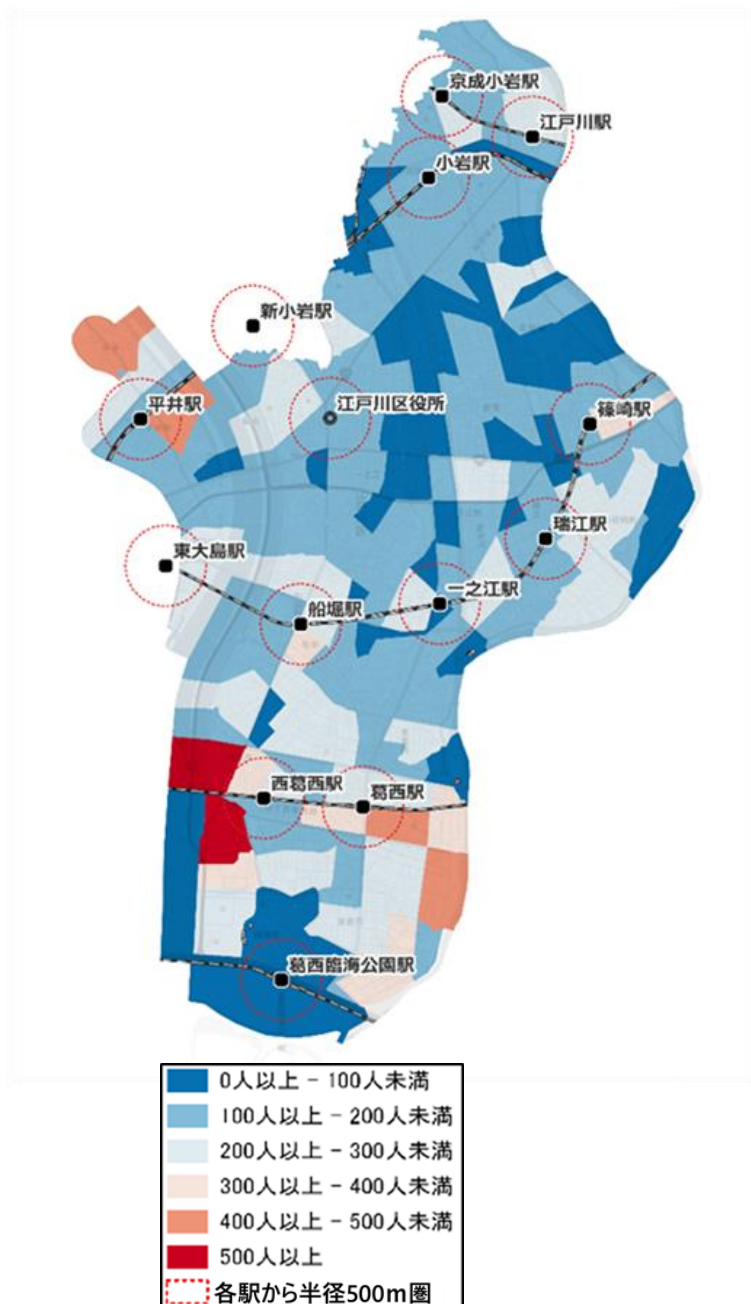 京成小岩駅
江戸川駅
小岩駅
新小岩駅
平井駅
江戸川区役所
篠崎駅
瑞江駅
東大島駅
船堀駅
一之江駅
西葛西駅
葛西駅
葛西臨海公園駅
0人以上 - 100人未満
100人以上 - 200人未満
200人以上 - 300人未満
300人以上 - 400人未満
400人以上 - 500人未満
500人以上
各駅から半径500m圏